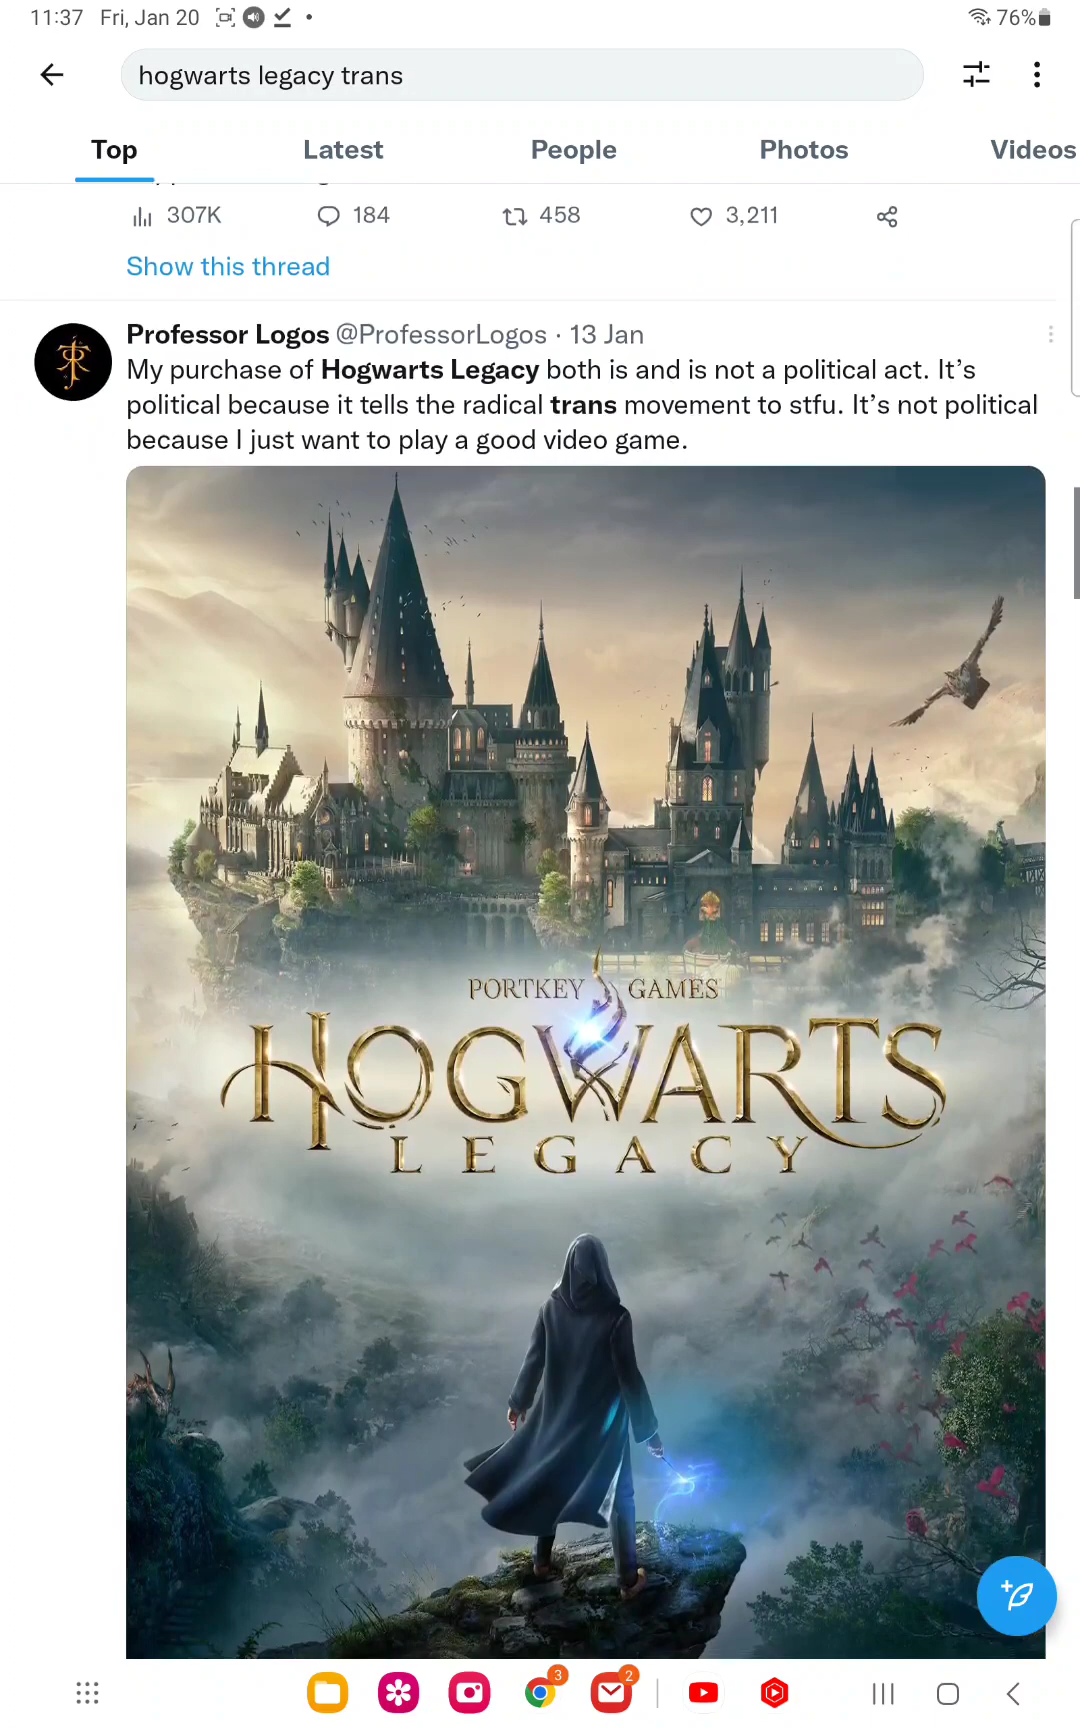 11:37 Fri, Jan 20 76%
hogwarts legacy trans
Top Latest People Photos Videos
307K 184 458 3,211
Show this thread
Professor Logos @ProfessorLogos · 13 Jan
My purchase of Hogwarts Legacy both is and is not a political act. It’s
political because it tells the radical trans movement to stfu. It’s not political
because I just want to play a good video game.
PORTKEY GAMES
HOGWARTS
LEGACY
3 2